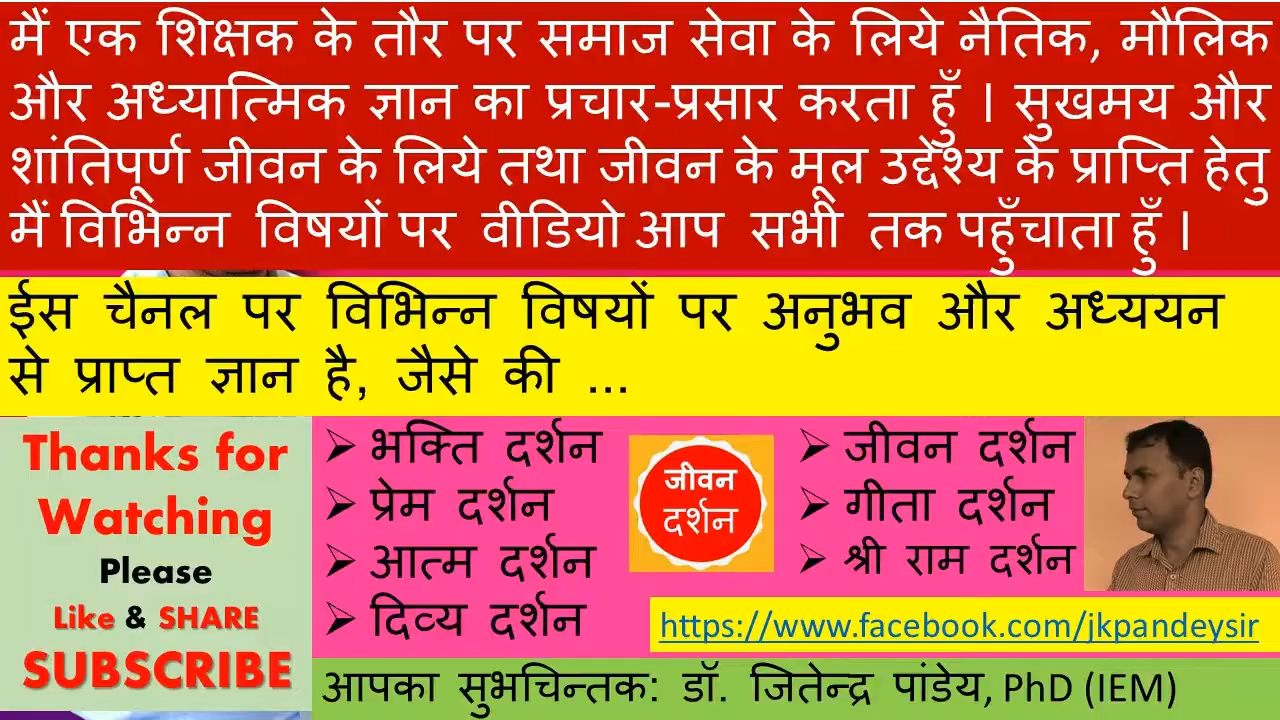 मैं एक शिक्षक के तौर पर समाज सेवा के लिये नैतिक, मौलिक
और अध्यात्मिक ज्ञान का प्रचार-प्रसार करता हुँ । सुखमय और
शांतिपूर्ण जीवन के लिये तथा जीवन के मूल उद्देश्य के प्राप्ति हेतु
मैं विभिन्न विषयों पर वीडियो आप सभी तक पहुँचाता हुँ ।
ईस चैनल पर विभिन्न विषयों पर अनुभव और अध्ययन
से प्राप्त ज्ञान है, जैसे की ...
Thanks for
Watching
Please
Like & SHARE
SUBSCRIBE
➢ भक्ति दर्शन
➢ प्रेम दर्शन
➢ आत्म दर्शन
➢ दिव्य दर्शन
जीवन
दर्शन
➢ जीवन दर्शन
➢ गीता दर्शन
➢ श्री राम दर्शन
https://www.facebook.com/jkpandeysir
आपका सुभचिन्तक: डॉ. जितेन्द्र पांडेय, PhD (IEM)